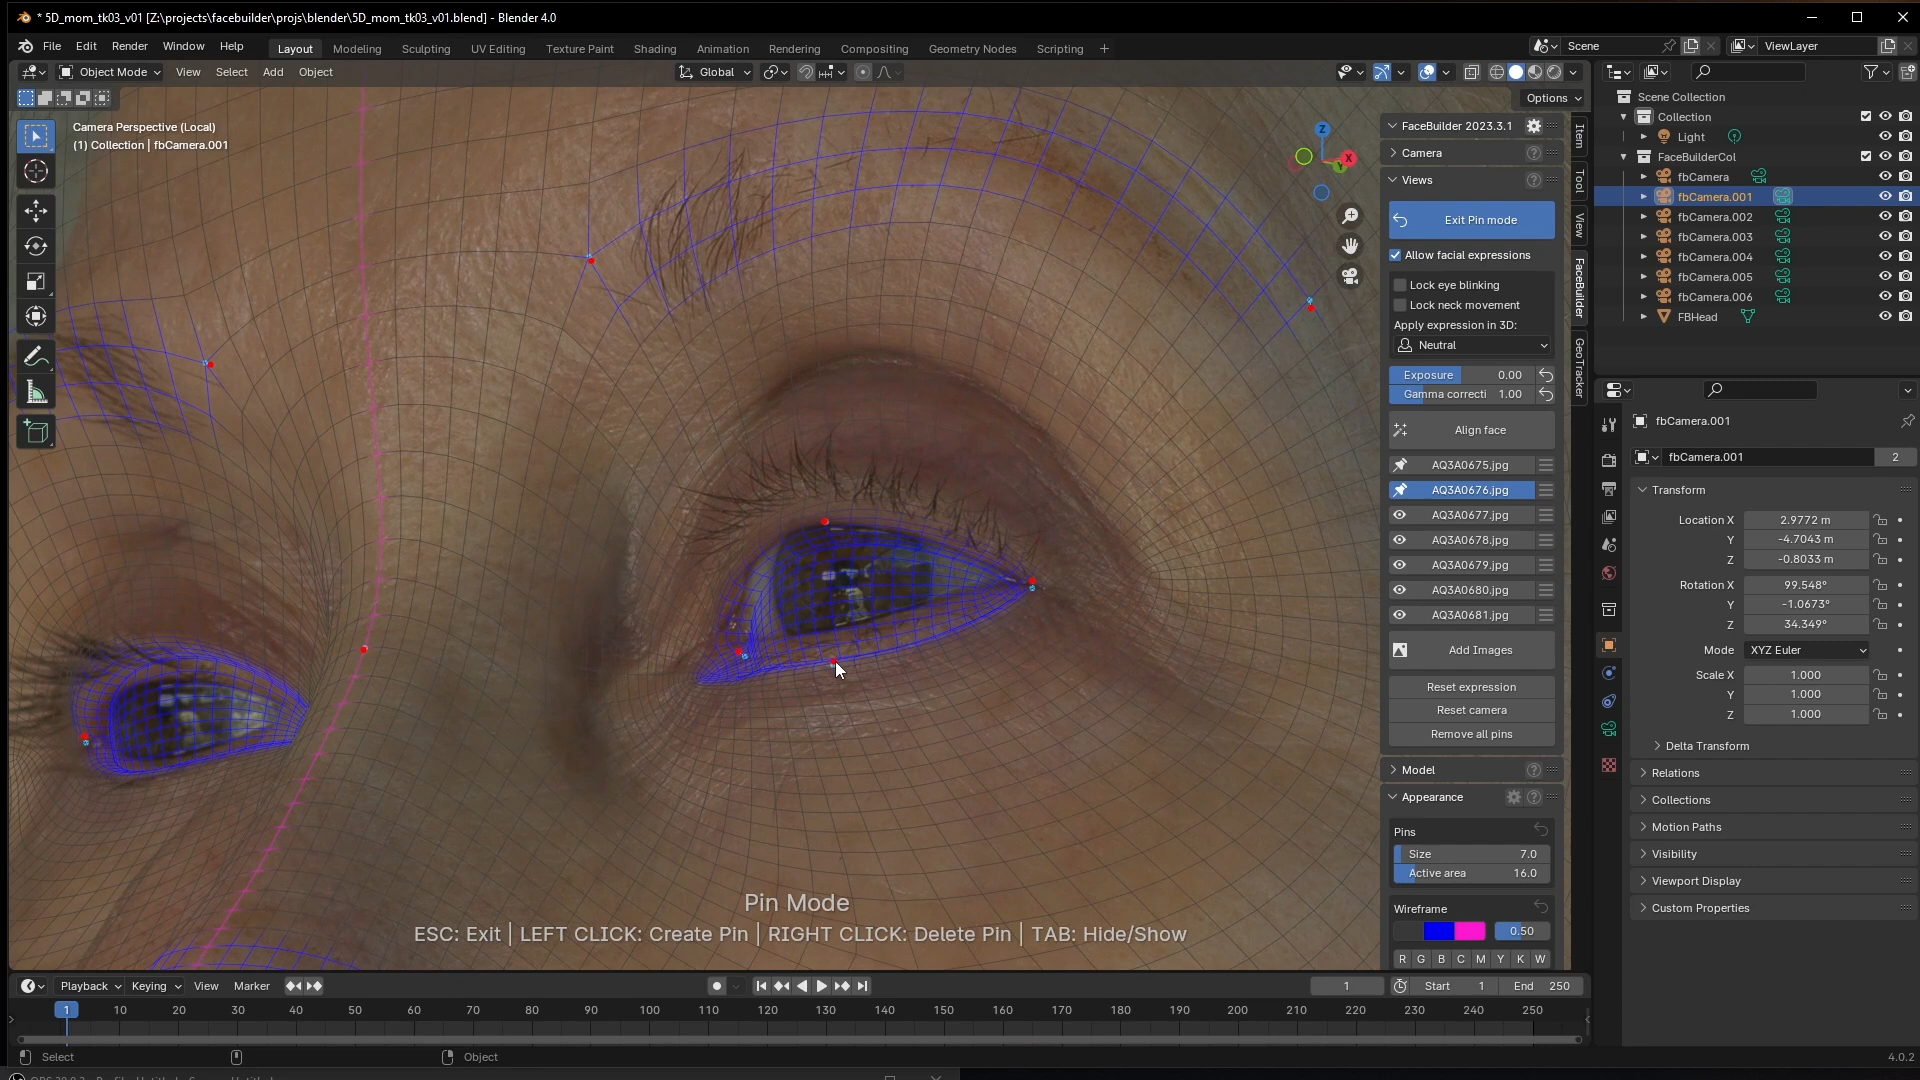 * 5D_mom_tk03_v01 [Z:\projects\facebuilder\projs\blender\5D_mom_tk03_v01.blend] - Blender 4.0
File Edit Render Window Help Layout Modeling Sculpting UV Editing Texture Paint Shading Animation Rendering Compositing Geometry Nodes Scripting + Scene ViewLayer
Object Mode View Select Add Object Global
Options
Camera Perspective (Local)
(1) Collection | fbCamera.001
Z
X
Y
FaceBuilder 2023.3.1
Camera
Views
Exit Pin mode
Allow facial expressions
Lock eye blinking
Lock neck movement
Apply expression in 3D:
Neutral
Exposure 0.00
Gamma correcti 1.00
Align face
AQ3A0675.jpg
AQ3A0676.jpg
AQ3A0677.jpg
AQ3A0678.jpg
AQ3A0679.jpg
AQ3A0680.jpg
AQ3A0681.jpg
Add Images
Reset expression
Reset camera
Remove all pins
Model
Appearance
Pins
Size 7.0
Active area 16.0
Wireframe
0.50
R G B C M Y K W
Item
Tool
View
FaceBuilder
GeoTracker
Scene Collection
Collection
Light
FaceBuilderCol
fbCamera
fbCamera.001
fbCamera.002
fbCamera.003
fbCamera.004
fbCamera.005
fbCamera.006
FBHead
fbCamera.001
fbCamera.001 2
Transform
Location X 2.9772 m
Y -4.7043 m
Z -0.8033 m
Rotation X 99.548°
Y -1.0673°
Z 34.349°
Mode XYZ Euler
Scale X 1.000
Y 1.000
Z 1.000
Delta Transform
Relations
Collections
Motion Paths
Visibility
Viewport Display
Custom Properties
Pin Mode
ESC: Exit | LEFT CLICK: Create Pin | RIGHT CLICK: Delete Pin | TAB: Hide/Show
Playback Keying View Marker 1 Start 1 End 250
1 10 20 30 40 50 60 70 80 90 100 110 120 130 140 150 160 170 180 190 200 210 220 230 240 250
Select Object 4.0.2